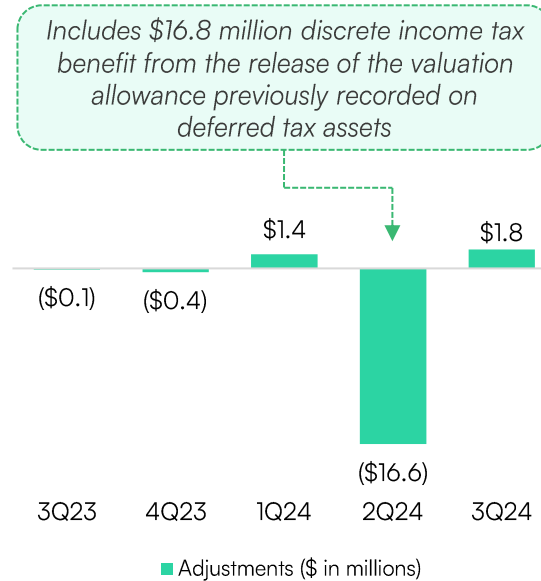 Includes $16.8 million discrete income tax
benefit from the release of the valuation
allowance previously recorded on
deferred tax assets
$1.4
$1.8
($0.1)
($0.4)
($16.6)
3Q23
4Q23
1Q24
2Q24
3Q24
Adjustments ($ in millions)